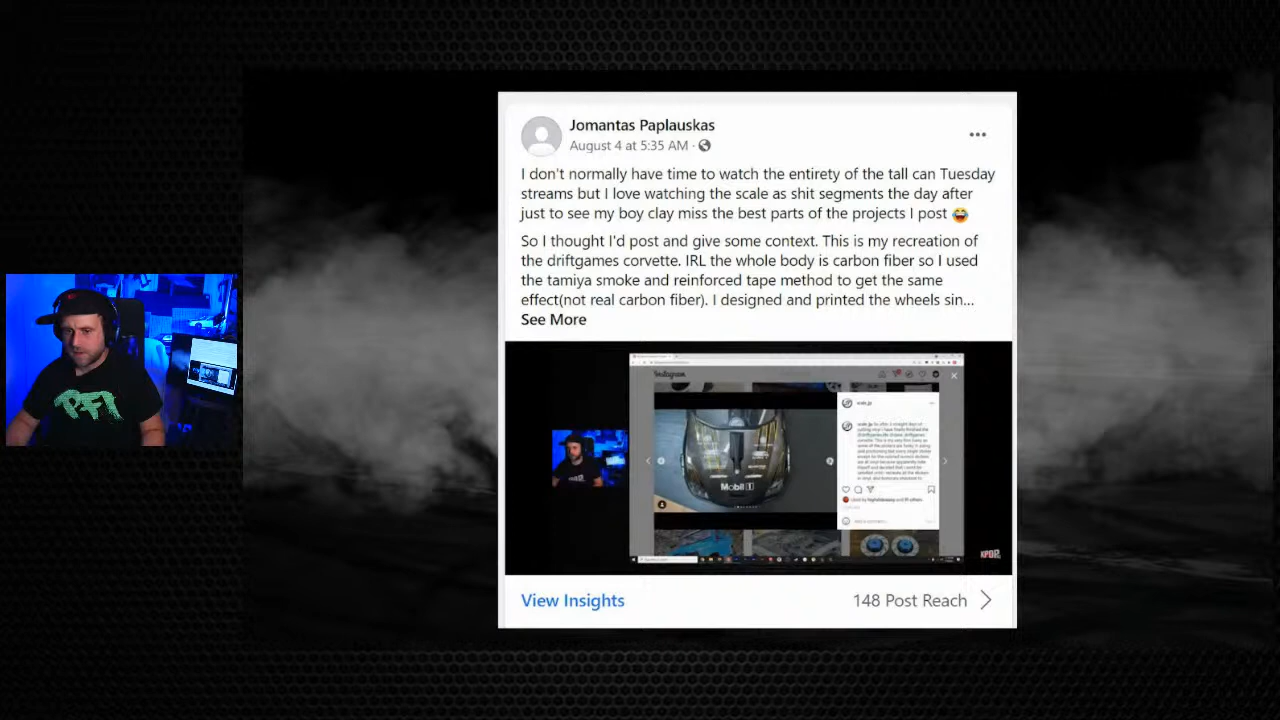 Jomantas Paplauskas
August 4 at 5:35 AM ·
I don't normally have time to watch the entirety of the tall can Tuesday
streams but I love watching the scale as shit segments the day after
just to see my boy clay miss the best parts of the projects I post
So I thought I'd post and give some context. This is my recreation of
the driftgames corvette. IRL the whole body is carbon fiber so I used
the tamiya smoke and reinforced tape method to get the same
effect(not real carbon fiber). I designed and printed the wheels sin...
See More
Instagram
Mobil 1
XPOP
PFI
View Insights
148 Post Reach